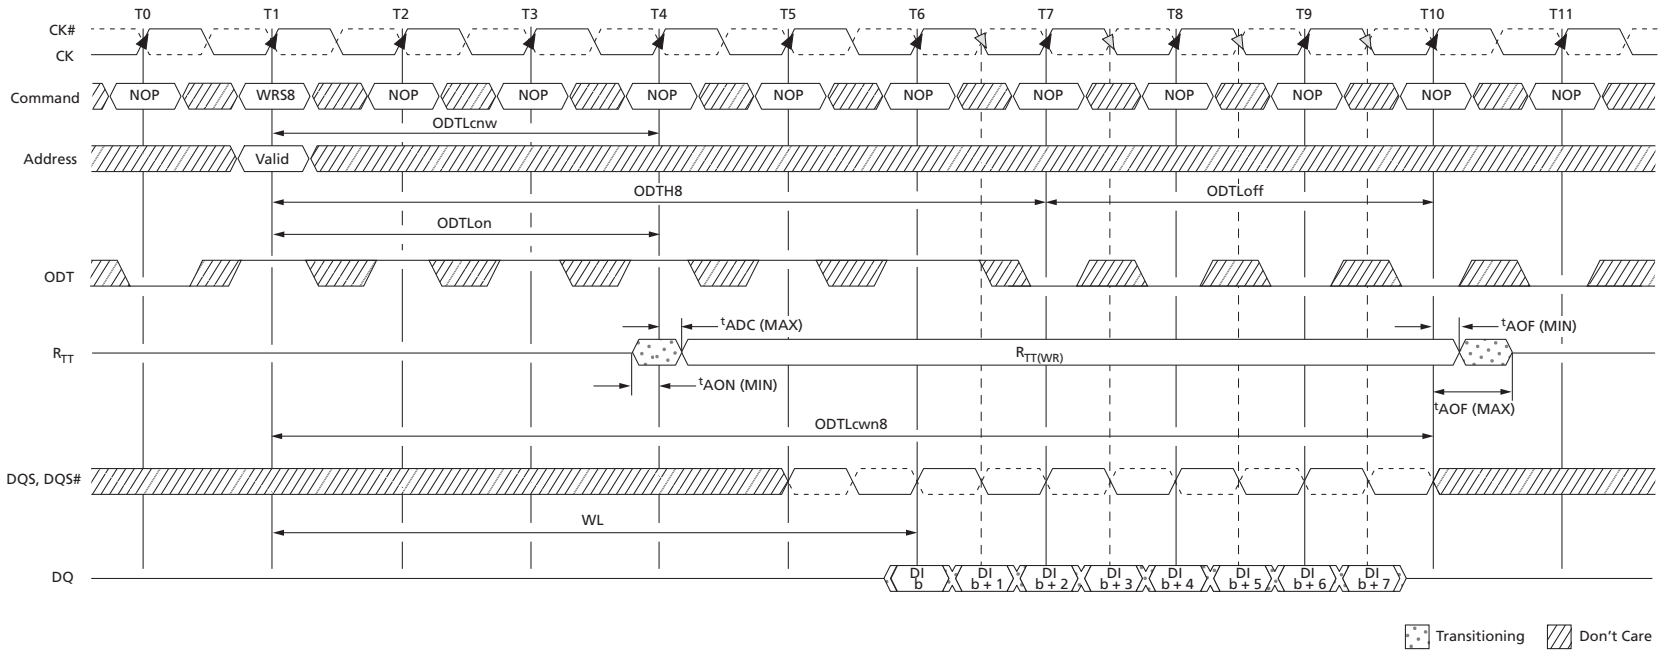 T0 T1 T2 T3 T4 T5 T6 T7 T8 T9 T10 T11
CK#
CK
Command NOP WRS8 NOP NOP NOP NOP NOP NOP NOP NOP NOP NOP
ODTLcnw
Address Valid
ODTH8 ODTLoff
ODTLon
ODT
tADC (MAX) tAOF (MIN)
RTT RTT(WR)
tAON (MIN)
tAOF (MAX)
ODTLcwn8
DQS, DQS#
WL
DQ DI b DI b + 1 DI b + 2 DI b + 3 DI b + 4 DI b + 5 DI b + 6 DI b + 7
Transitioning Don't Care